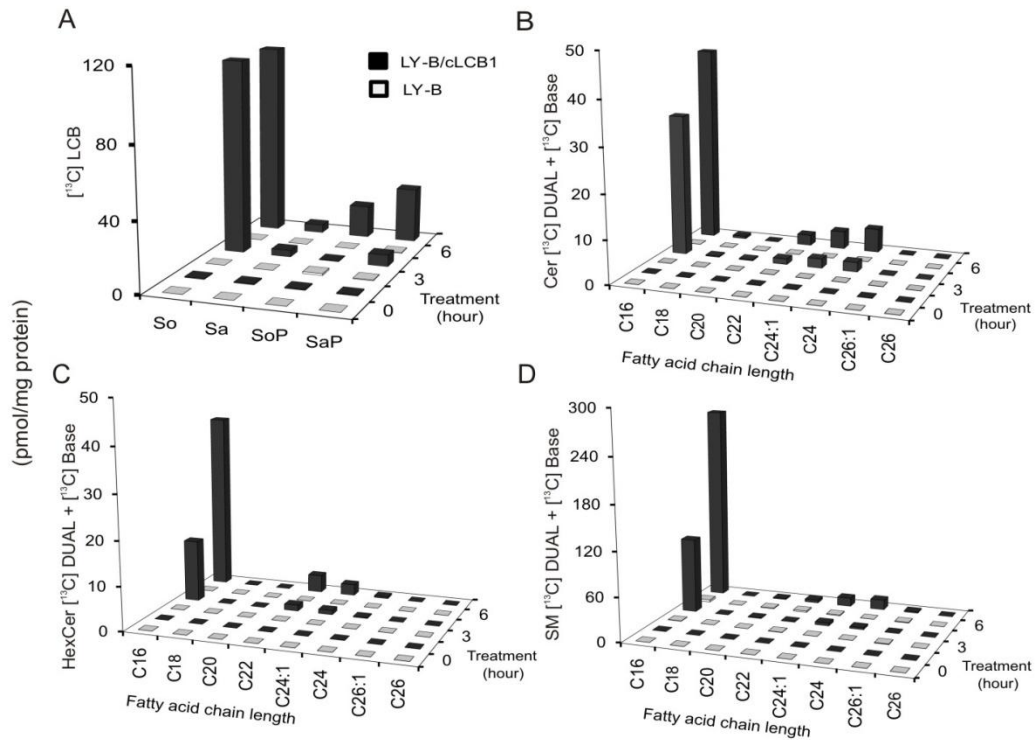 (pmol/mg protein)
A
[¹³C] LCB
120
80
40
0
LY-B/cLCB1
LY-B
So
Sa
SoP
SaP
0
3
6
Treatment
(hour)
B
Cer [¹³C] DUAL + [¹³C] Base
50
40
30
20
10
0
C16
C18
C20
C22
C24:1
C24
C26:1
C26
Fatty acid chain length
0
3
6
Treatment
(hour)
C
HexCer [¹³C] DUAL + [¹³C] Base
50
40
30
20
10
0
C16
C18
C20
C22
C24:1
C24
C26:1
C26
Fatty acid chain length
0
3
6
Treatment
(hour)
D
SM [¹³C] DUAL + [¹³C] Base
300
240
120
120
60
0
C16
C18
C20
C22
C24:1
C24
C26:1
C26
Fatty acid chain length
0
3
6
Treatment
(hour)